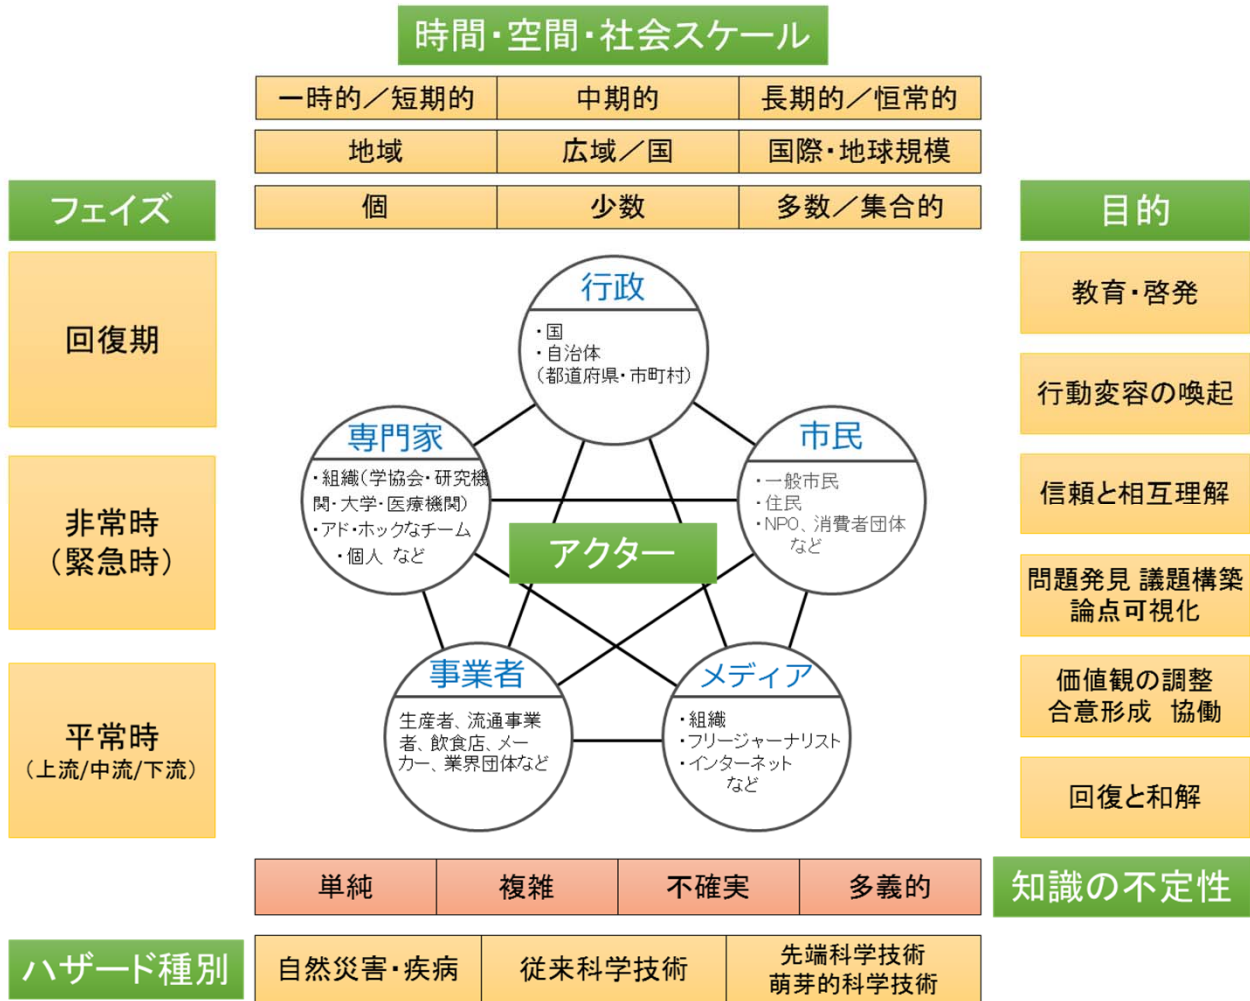 時間・空間・社会スケール
一時的／短期的 中期的 長期的／恒常的
地域 広域／国 国際・地球規模
個 少数 多数／集合的
フェイズ
回復期
非常時
（緊急時）
平常時
（上流/中流/下流）
行政
・国
・自治体
（都道府県・市町村）
専門家
・組織（学協会・研究機
関・大学・医療機関）
・アド・ホックなチーム
・個人 など
市民
・一般市民
・住民
・NPO、消費者団体
など
アクター
事業者
生産者、流通事業
者、飲食店、メー
カー、業界団体など
メディア
・組織
・フリージャーナリスト
・インターネット
など
目的
教育・啓発
行動変容の喚起
信頼と相互理解
問題発見 議題構築
論点可視化
価値観の調整
合意形成 協働
回復と和解
単純 複雑 不確実 多義的
知識の不定性
ハザード種別
自然災害・疾病 従来科学技術
先端科学技術
萌芽的科学技術